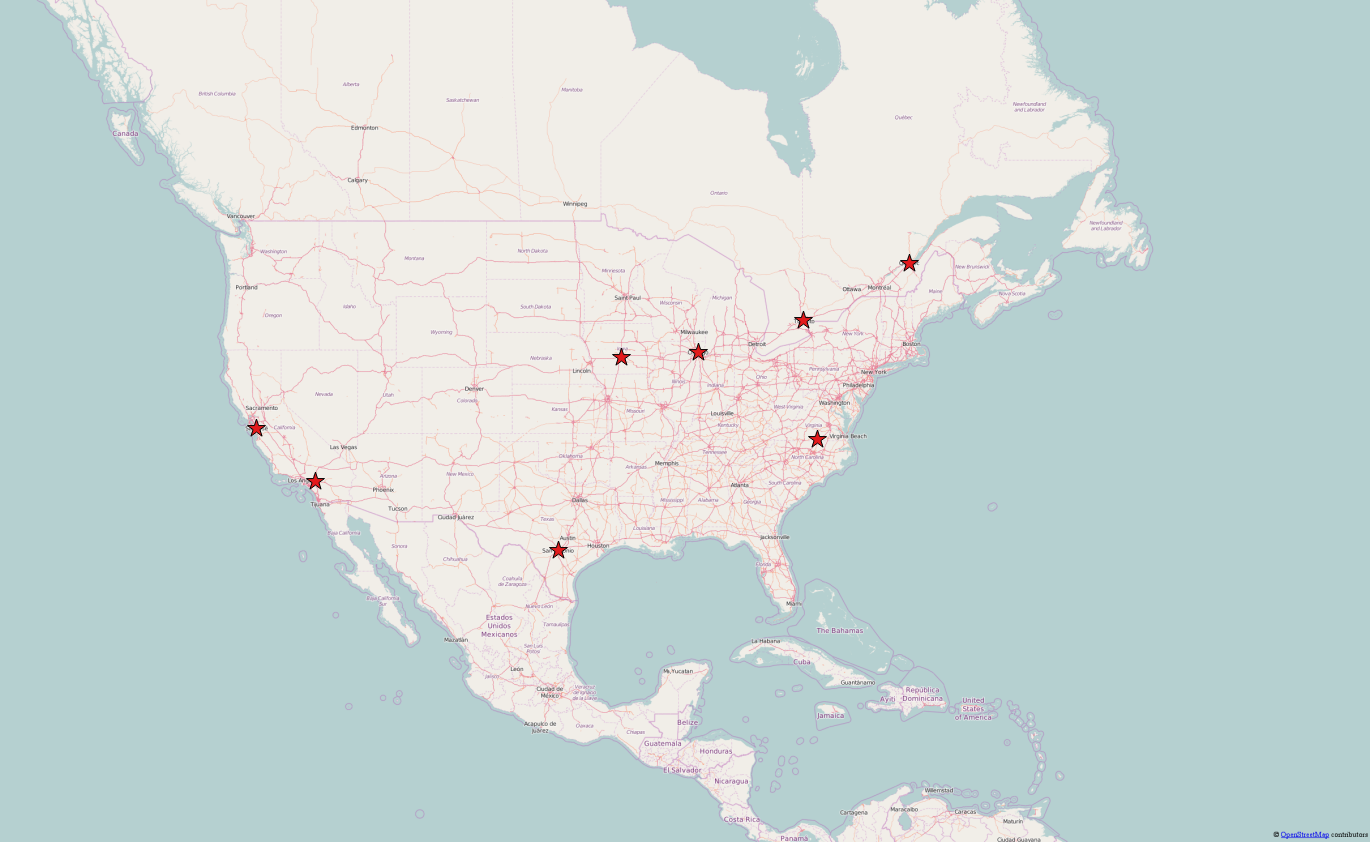 British Columbia
Alberta
Saskatchewan
Manitoba
Newfoundland
and Labrador
Québec
Canada
Edmonton
Calgary
Ontario
Winnipeg
Vancouver
Newfoundland
and Labrador
Washington
North Dakota
Montana
Minnesota
New Brunswick
Portland
Ottawa
Montréal
Maine
Nova Scotia
Saint Paul
Wisconsin
Michigan
Idaho
South Dakota
Oregon
Wyoming
Milwaukee
New York
Detroit
Boston
Nebraska
Lincoln
Pennsylvania
New York
Ohio
Indiana
Philadelphia
Denver
Colorado
Nevada
Utah
Sacramento
Kansas
Missouri
Louisville
West Virginia
Washington
California
Kentucky
Virginia
Virginia Beach
Las Vegas
Oklahoma
Tennessee
North Carolina
Arkansas
Memphis
Arizona
New Mexico
Phoenix
Atlanta
South Carolina
Tijuana
Tucson
Dallas
Mississippi
Alabama
Georgia
Ciudad Juárez
Texas
Louisiana
Baja California
Sonora
Austin
Houston
Jacksonville
Chihuahua
Florida
Coahuila
de Zaragoza
Baja California
Sur
Nuevo León
Miami
Estados
Unidos
Mexicanos
Tamaulipas
The Bahamas
Mazatlán
San Luis
Potosí
La Habana
Cuba
León
Mx.Yucatan
Guantánamo
Jalisco
Ciudad de
México
Veracruz
de Ignacio
de la Llave
Ayiti
República
Dominicana
United
States
of America
Jamaica
Acapulco de
Juárez
Oaxaca
Chiapas
Belize
Guatemala
Honduras
El Salvador
Nicaragua
Willemstad
Cartagena
Maracaibo
Caracas
Maturín
Costa Rica
Panama
Ciudad Guayana
© OpenStreetMap contributors